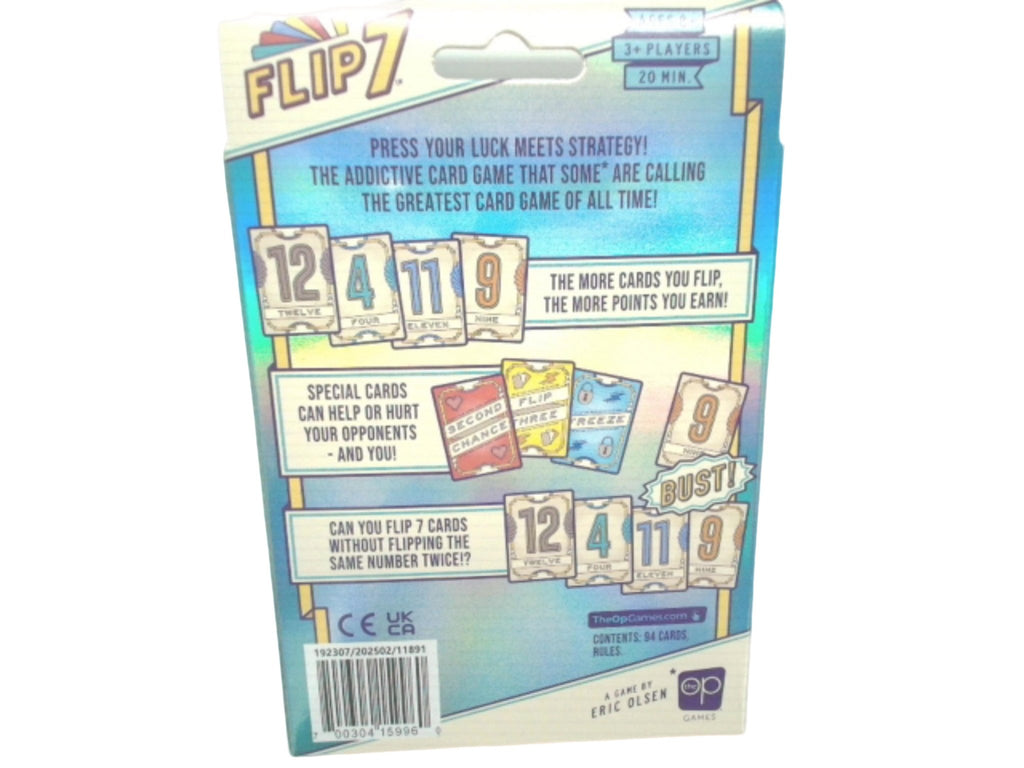 FLIP 7™
AGES 8+
3+ PLAYERS
20 MIN.
PRESS YOUR LUCK MEETS STRATEGY!
THE ADDICTIVE CARD GAME THAT SOME* ARE CALLING
THE GREATEST CARD GAME OF ALL TIME!
12
TWELVE
4
FOUR
11
ELEVEN
9
NINE
THE MORE CARDS YOU FLIP,
THE MORE POINTS YOU EARN!
SPECIAL CARDS
CAN HELP OR HURT
YOUR OPPONENTS
- AND YOU!
SECOND
CHANCE
FLIP
THREE
FREEZE
9
NINE
BUST!
CAN YOU FLIP 7 CARDS
WITHOUT FLIPPING THE
SAME NUMBER TWICE!?
12
TWELVE
4
FOUR
11
ELEVEN
9
NINE
CE UK
CA
TheOpGames.com
CONTENTS: 94 CARDS,
RULES.
192307/202502/11891
7 00304 15996 0
A GAME BY
ERIC OLSEN
*
the op
GAMES